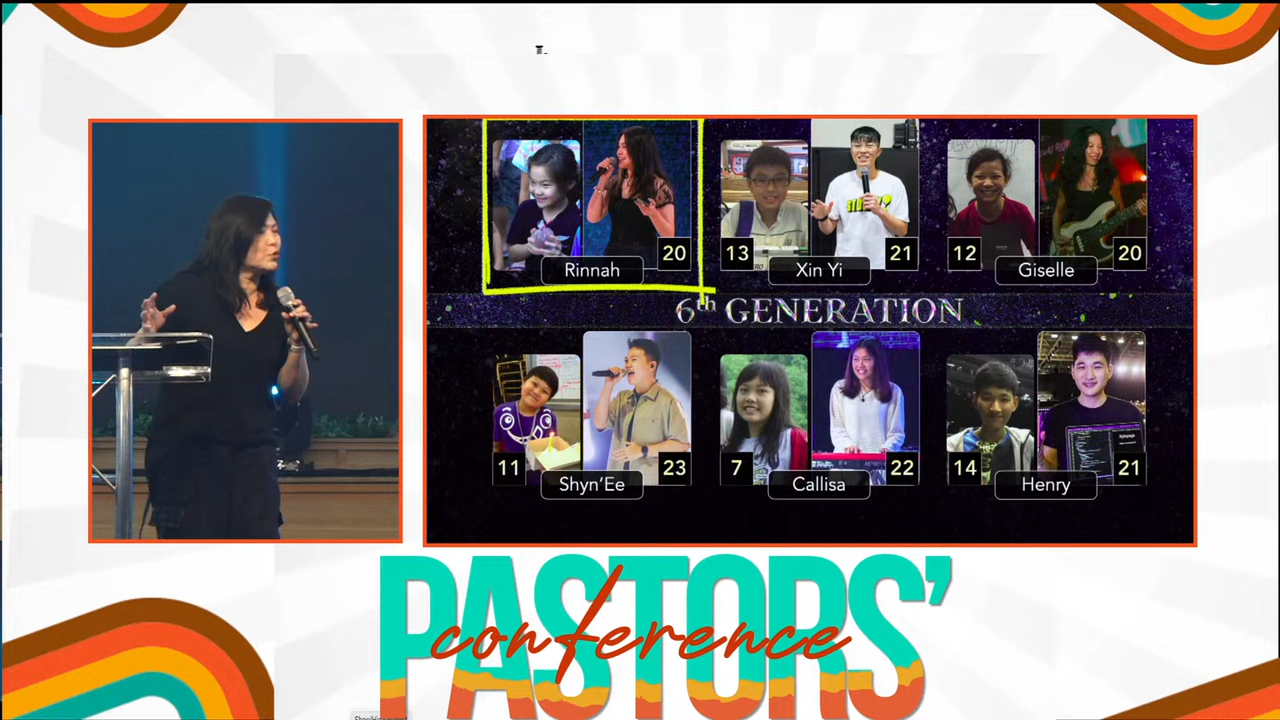 20
Rinnah
13
21
Xin Yi
12
20
Giselle
6th GENERATION
11
23
Shyn'Ee
7
22
Callisa
14
21
Henry
PASTORS'
conference